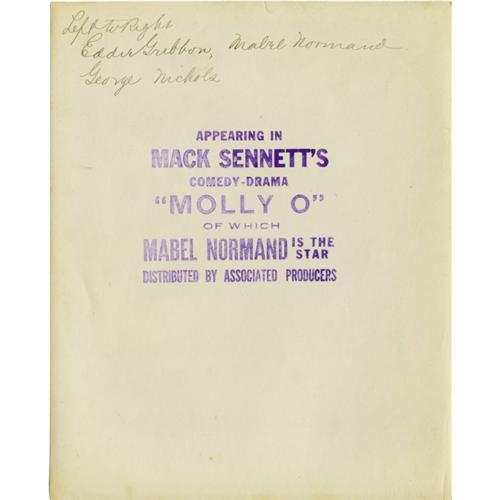 Left to Right
Eddie Gribbon, Mabel Normand
George Nichols
APPEARING IN
MACK SENNETT'S
COMEDY-DRAMA
"MOLLY O"
OF WHICH
MABEL NORMAND IS THE STAR
DISTRIBUTED BY ASSOCIATED PRODUCERS